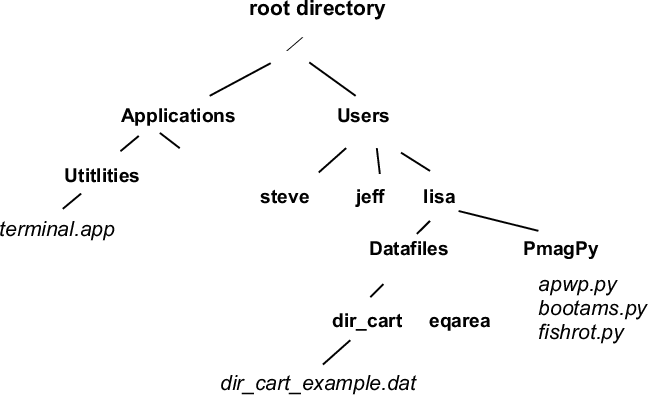 root directory
/
Applications
Users
Utitlities
steve
jeff
lisa
terminal.app
Datafiles
PmagPy
apwp.py
bootams.py
fishrot.py
dir_cart
eqarea
dir_cart_example.dat